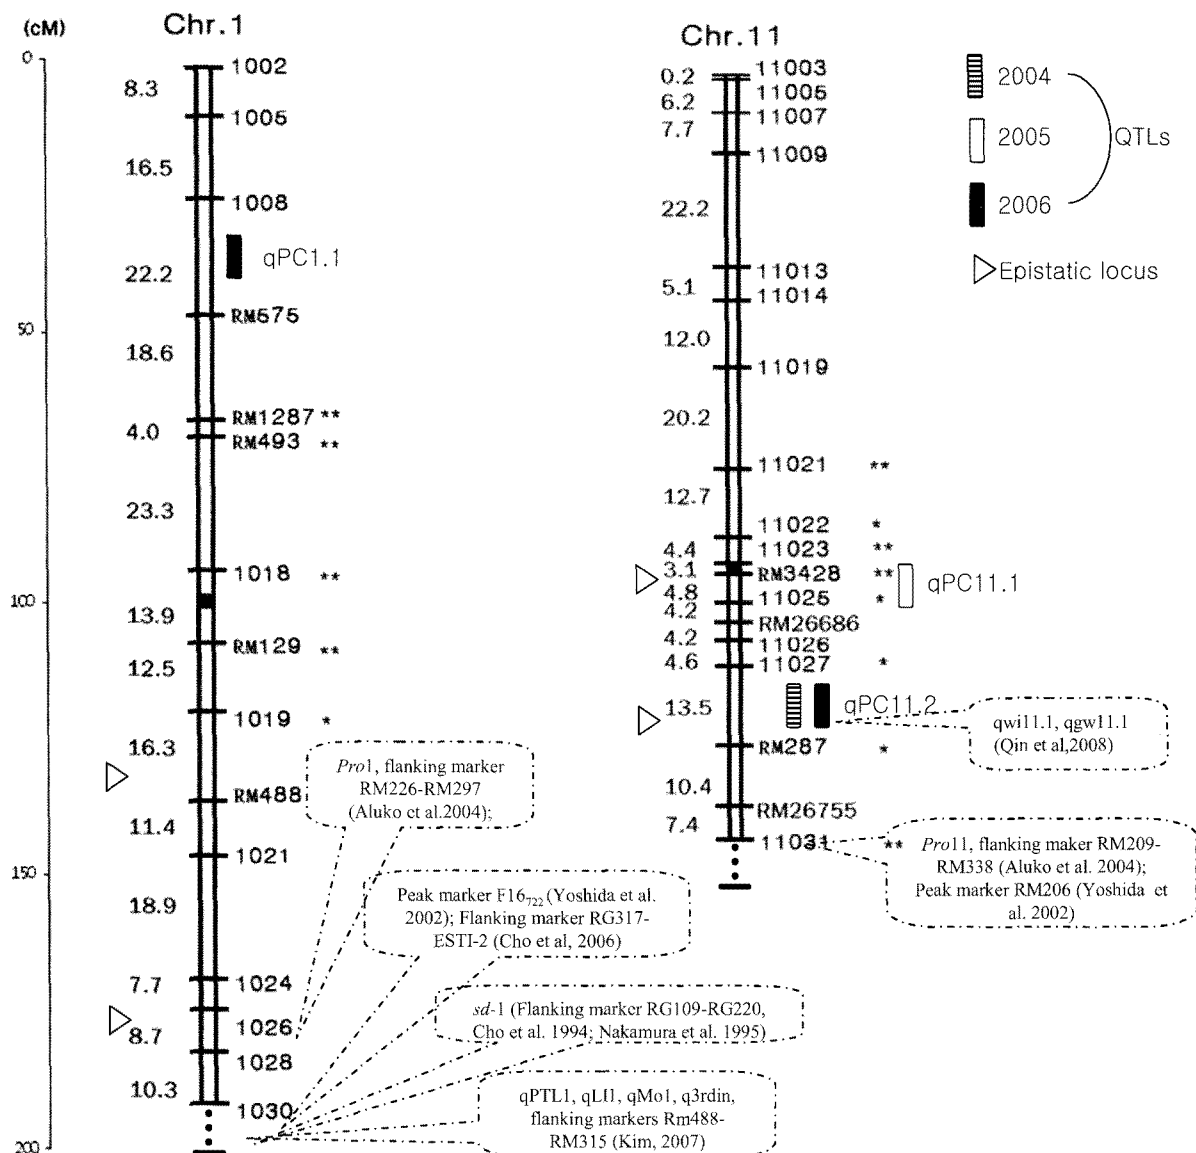 (cM)
0
50
100
150
200
Chr.1
8.3
16.5
22.2
18.6
4.0
23.3
13.9
12.5
16.3
11.4
18.9
7.7
8.7
10.3
1002
1005
1008
qPC1.1
RM575
RM1287 **
RM493 **
1018 **
RM129 **
1019 *
RM488
1021
1024
1026
1028
1030
Pro1, flanking marker
RM226-RM297
(Aluko et al.2004);
Peak marker F16722 (Yoshida et al.
2002); Flanking marker RG317-
ESTI-2 (Cho et al, 2006)
sd-1 (Flanking marker RG109-RG220,
Cho et al. 1994; Nakamura et al. 1995)
qPTL1, qLI1, qMo1, q3rdin,
flanking markers Rm488-
RM315 (Kim, 2007)
Chr.11
0.2
6.2
7.7
22.2
5.1
12.0
20.2
12.7
4.4
3.1
4.8
4.2
4.2
4.6
13.5
10.4
7.4
11003
11005
11007
11009
11013
11014
11019
11021 **
11022 *
11023 **
RM3428 **
qPC11.1
11025 *
RM26686
11026
11027 *
qPC11.2
RM287 *
RM26755
11031 **
qwi11.1, qgw11.1
(Qin et al,2008)
Pro11, flanking maker RM209-
RM338 (Aluko et al. 2004);
Peak marker RM206 (Yoshida et
al. 2002)
2004
2005
2006
QTLs
Epistatic locus